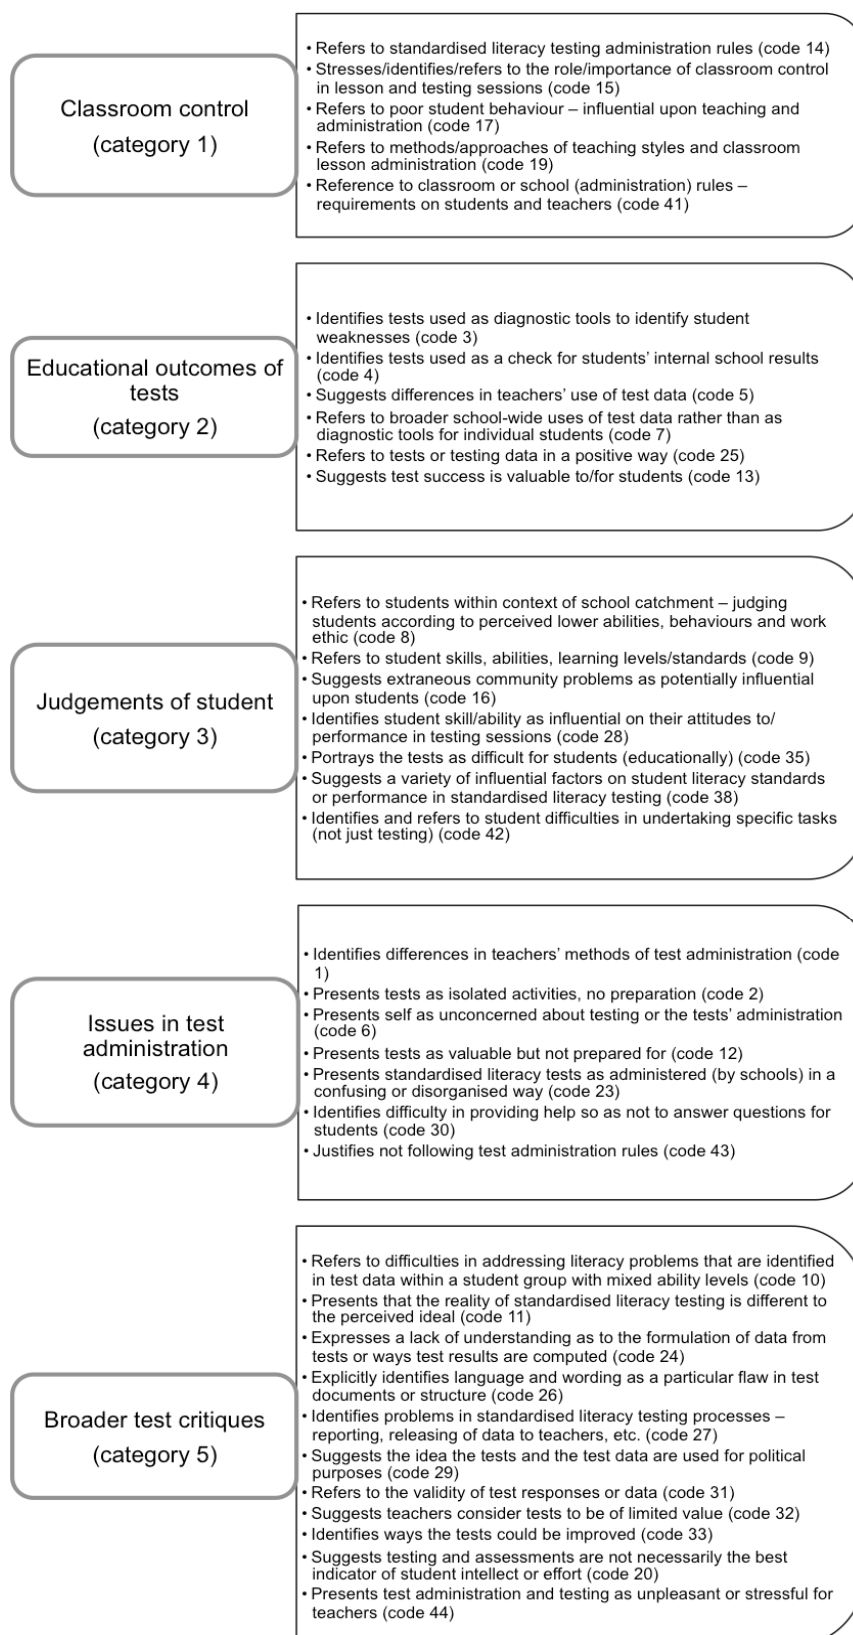 Classroom control
(category 1)
• Refers to standardised literacy testing administration rules (code 14)
• Stresses/identifies/refers to the role/importance of classroom control
in lesson and testing sessions (code 15)
• Refers to poor student behaviour – influential upon teaching and
administration (code 17)
• Refers to methods/approaches of teaching styles and classroom
lesson administration (code 19)
• Reference to classroom or school (administration) rules –
requirements on students and teachers (code 41)
Educational outcomes of
tests
(category 2)
• Identifies tests used as diagnostic tools to identify student
weaknesses (code 3)
• Identifies tests used as a check for students’ internal school results
(code 4)
• Suggests differences in teachers’ use of test data (code 5)
• Refers to broader school-wide uses of test data rather than as
diagnostic tools for individual students (code 7)
• Refers to tests or testing data in a positive way (code 25)
• Suggests test success is valuable to/for students (code 13)
Judgements of student
(category 3)
• Refers to students within context of school catchment – judging
students according to perceived lower abilities, behaviours and work
ethic (code 8)
• Refers to student skills, abilities, learning levels/standards (code 9)
• Suggests extraneous community problems as potentially influential
upon students (code 16)
• Identifies student skill/ability as influential on their attitudes to/
performance in testing sessions (code 28)
• Portrays the tests as difficult for students (educationally) (code 35)
• Suggests a variety of influential factors on student literacy standards
or performance in standardised literacy testing (code 38)
• Identifies and refers to student difficulties in undertaking specific tasks
(not just testing) (code 42)
Issues in test
administration
(category 4)
• Identifies differences in teachers’ methods of test administration (code
1)
• Presents tests as isolated activities, no preparation (code 2)
• Presents self as unconcerned about testing or the tests’ administration
(code 6)
• Presents tests as valuable but not prepared for (code 12)
• Presents standardised literacy tests as administered (by schools) in a
confusing or disorganised way (code 23)
• Identifies difficulty in providing help so as not to answer questions for
students (code 30)
• Justifies not following test administration rules (code 43)
Broader test critiques
(category 5)
• Refers to difficulties in addressing literacy problems that are identified
in test data within a student group with mixed ability levels (code 10)
• Presents that the reality of standardised literacy testing is different to
the perceived ideal (code 11)
• Expresses a lack of understanding as to the formulation of data from
tests or ways test results are computed (code 24)
• Explicitly identifies language and wording as a particular flaw in test
documents or structure (code 26)
• Identifies problems in standardised literacy testing processes –
reporting, releasing of data to teachers, etc. (code 27)
• Suggests the idea the tests and the test data are used for political
purposes (code 29)
• Refers to the validity of test responses or data (code 31)
• Suggests teachers consider tests to be of limited value (code 32)
• Identifies ways the tests could be improved (code 33)
• Suggests testing and assessments are not necessarily the best
indicator of student intellect or effort (code 20)
• Presents test administration and testing as unpleasant or stressful for
teachers (code 44)